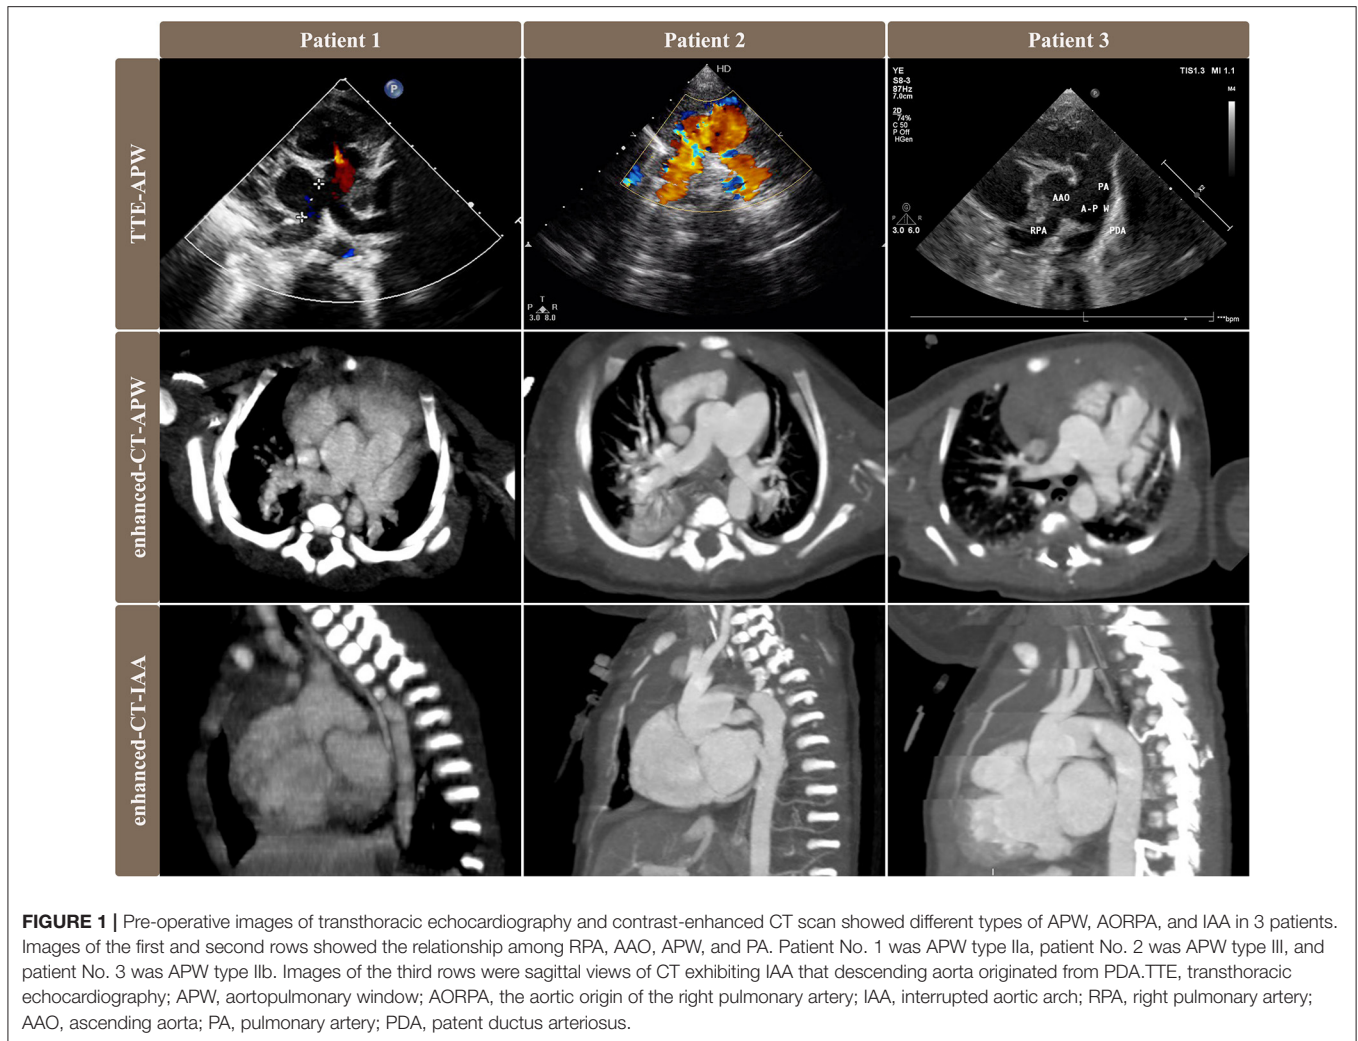 Patient 1
Patient 2
Patient 3
TTE-APW
P
HD
V
T
P R
3.0 8.0
YE
S8-3
87Hz
7.0cm
2D
74%
C 50
P Off
HGen
TIS1.3 MI 1.1
M4
P
X2
AAO
PA
A-P W
RPA
PDA
P R
3.0 6.0
***bpm
enhanced-CT-APW
enhanced-CT-IAA
FIGURE 1 | Pre-operative images of transthoracic echocardiography and contrast-enhanced CT scan showed different types of APW, AORPA, and IAA in 3 patients.
Images of the first and second rows showed the relationship among RPA, AAO, APW, and PA. Patient No. 1 was APW type IIa, patient No. 2 was APW type III, and
patient No. 3 was APW type IIb. Images of the third rows were sagittal views of CT exhibiting IAA that descending aorta originated from PDA.TTE, transthoracic
echocardiography; APW, aortopulmonary window; AORPA, the aortic origin of the right pulmonary artery; IAA, interrupted aortic arch; RPA, right pulmonary artery;
AAO, ascending aorta; PA, pulmonary artery; PDA, patent ductus arteriosus.